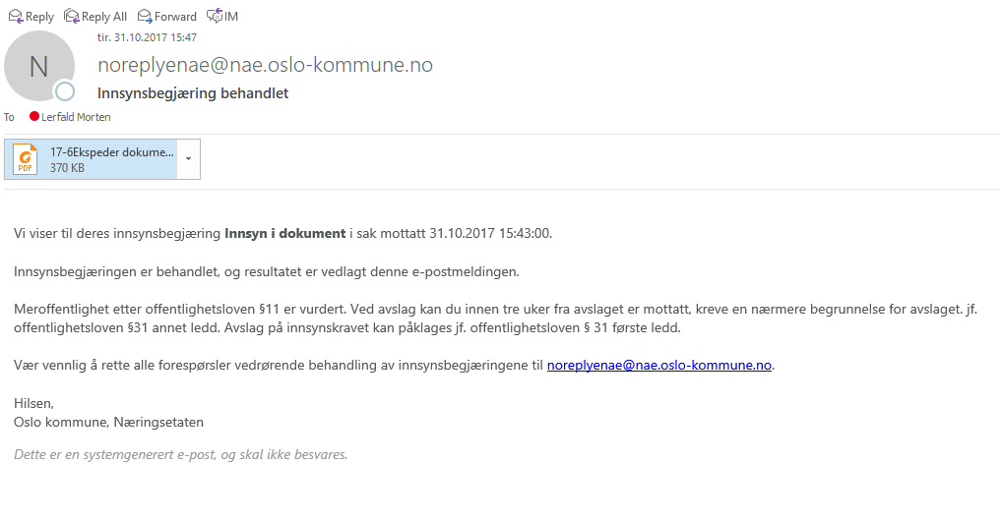 Reply Reply All Forward IM
tir. 31.10.2017 15:47
N
noreplyenae@nae.oslo-kommune.no
Innsynsbegjæring behandlet
To Lerfald Morten
17-6Ekspeder dokume...
PDF
370 KB
Vi viser til deres innsynsbegjæring Innsyn i dokument i sak mottatt 31.10.2017 15:43:00.
Innsynsbegjæringen er behandlet, og resultatet er vedlagt denne e-postmeldingen.
Meroffentlighet etter offentlighetsloven §11 er vurdert. Ved avslag kan du innen tre uker fra avslaget er mottatt, kreve en nærmere begrunnelse for avslaget. jf.
offentlighetsloven §31 annet ledd. Avslag på innsynskravet kan påklages jf. offentlighetsloven § 31 første ledd.
Vær vennlig å rette alle forespørsler vedrørende behandling av innsynsbegjæringene til noreplyenae@nae.oslo-kommune.no.
Hilsen,
Oslo kommune, Næringsetaten
Dette er en systemgenerert e-post, og skal ikke besvares.